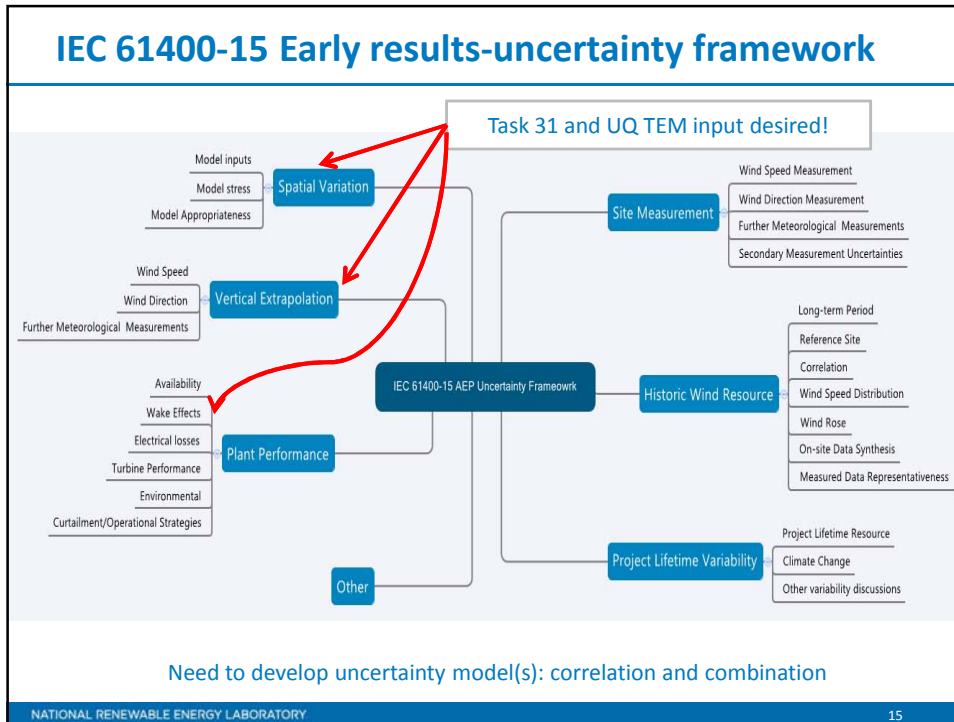 IEC 61400-15 Early results-uncertainty framework
Task 31 and UQ TEM input desired!
Model inputs
Model stress
Model Appropriateness
Spatial Variation
Wind Speed
Wind Direction
Further Meteorological Measurements
Vertical Extrapolation
Availability
Wake Effects
Electrical losses
Turbine Performance
Environmental
Curtailment/Operational Strategies
Plant Performance
Other
IEC 61400-15 AEP Uncertainty Frameowrk
Site Measurement
Wind Speed Measurement
Wind Direction Measurement
Further Meteorological Measurements
Secondary Measurement Uncertainties
Historic Wind Resource
Long-term Period
Reference Site
Correlation
Wind Speed Distribution
Wind Rose
On-site Data Synthesis
Measured Data Representativeness
Project Lifetime Variability
Project Lifetime Resource
Climate Change
Other variability discussions
Need to develop uncertainty model(s): correlation and combination
NATIONAL RENEWABLE ENERGY LABORATORY
15